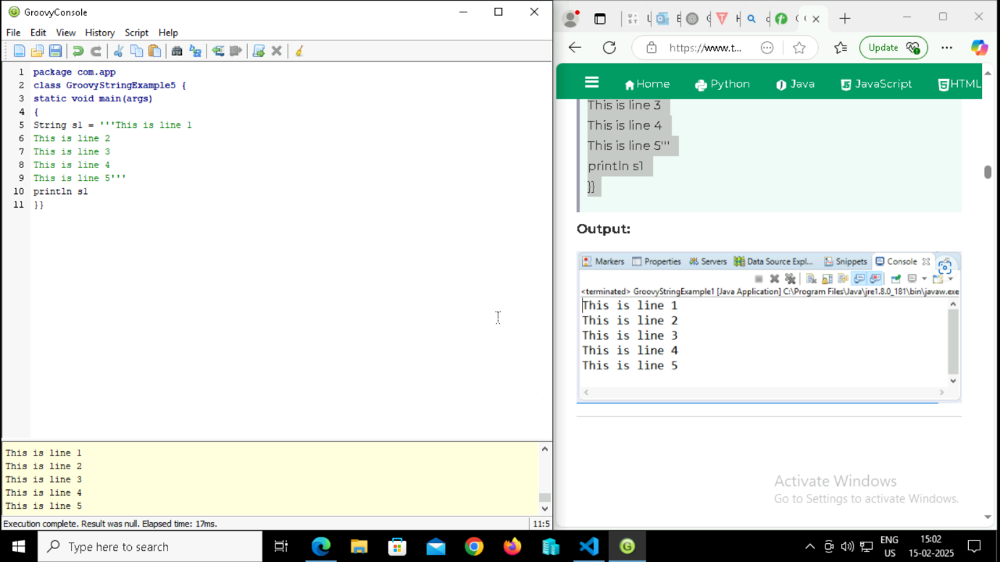 GroovyConsole
File Edit View History Script Help
1 package com.app
2 class GroovyStringExample5 {
3 static void main(args)
4 {
5 String s1 = '''This is line 1
6 This is line 2
7 This is line 3
8 This is line 4
9 This is line 5'''
10 println s1
11 }}
This is line 1
This is line 2
This is line 3
This is line 4
This is line 5
Execution complete. Result was null. Elapsed time: 17ms.
11:5
https://www.t...
Update
Home Python Java JavaScript HTML
This is line 3
This is line 4
This is line 5'''
println s1
}}
Output:
Markers Properties Servers Data Source Expl... Snippets Console
<terminated> GroovyStringExample1 [Java Application] C:\Program Files\Java\jre1.8.0_181\bin\javaw.exe
This is line 1
This is line 2
This is line 3
This is line 4
This is line 5
Activate Windows
Go to Settings to activate Windows.
Type here to search
ENG
US
15:02
15-02-2025